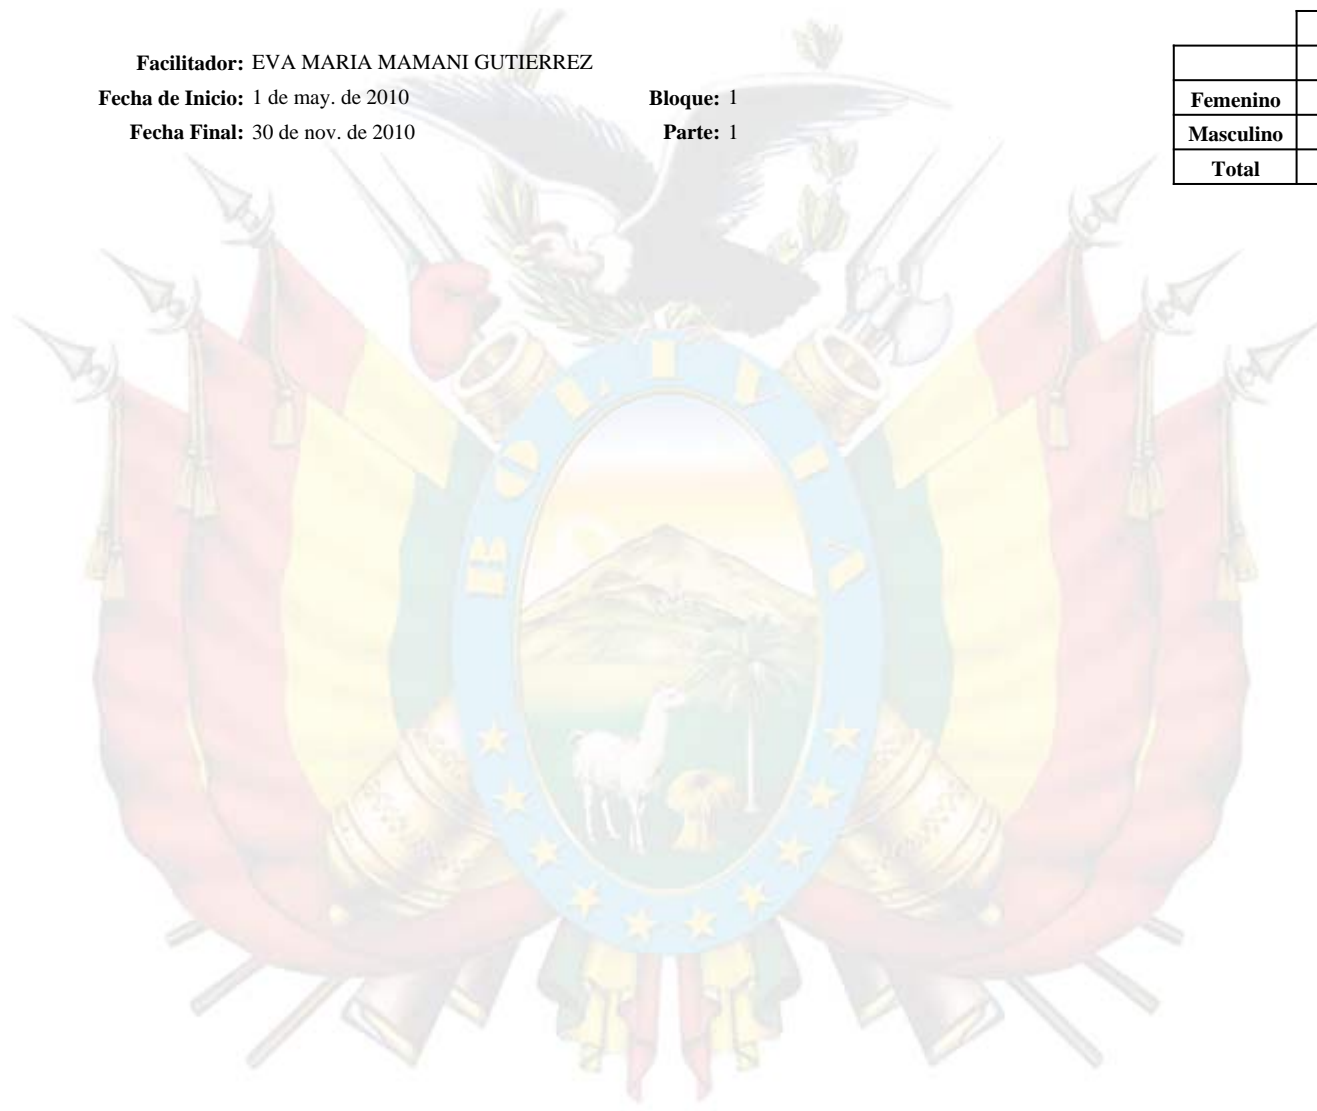 Facilitador: EVA MARIA MAMANI GUTIERREZ
Fecha de Inicio: 1 de may. de 2010 Bloque: 1
Fecha Final: 30 de nov. de 2010 Parte: 1
Femenino
Masculino
Total
BOLIVIA